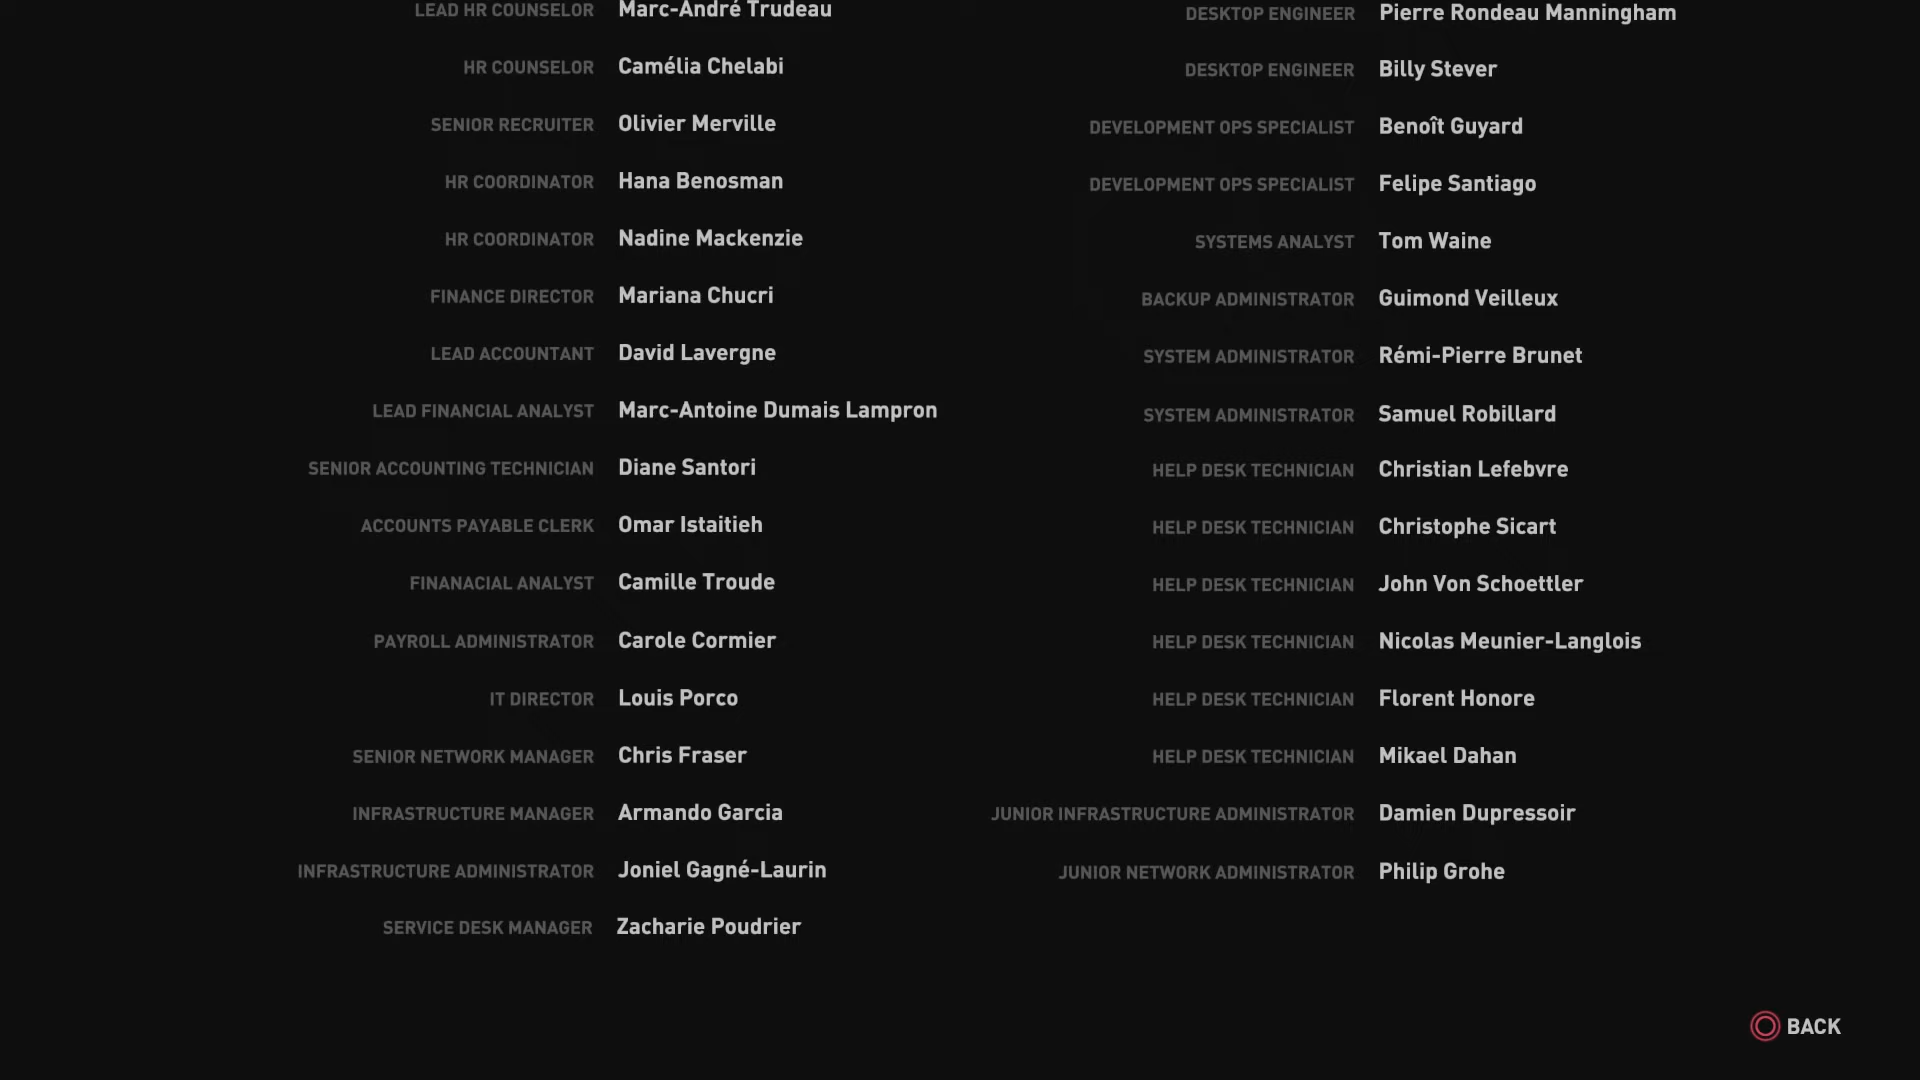 LEAD HR COUNSELOR Marc-André Trudeau
HR COUNSELOR Camélia Chelabi
SENIOR RECRUITER Olivier Merville
HR COORDINATOR Hana Benosman
HR COORDINATOR Nadine Mackenzie
FINANCE DIRECTOR Mariana Chucri
LEAD ACCOUNTANT David Lavergne
LEAD FINANCIAL ANALYST Marc-Antoine Dumais Lampron
SENIOR ACCOUNTING TECHNICIAN Diane Santori
ACCOUNTS PAYABLE CLERK Omar Istaitieh
FINANACIAL ANALYST Camille Troude
PAYROLL ADMINISTRATOR Carole Cormier
IT DIRECTOR Louis Porco
SENIOR NETWORK MANAGER Chris Fraser
INFRASTRUCTURE MANAGER Armando Garcia
INFRASTRUCTURE ADMINISTRATOR Joniel Gagné-Laurin
SERVICE DESK MANAGER Zacharie Poudrier
DESKTOP ENGINEER Pierre Rondeau Manningham
DESKTOP ENGINEER Billy Stever
DEVELOPMENT OPS SPECIALIST Benoît Guyard
DEVELOPMENT OPS SPECIALIST Felipe Santiago
SYSTEMS ANALYST Tom Waine
BACKUP ADMINISTRATOR Guimond Veilleux
SYSTEM ADMINISTRATOR Rémi-Pierre Brunet
SYSTEM ADMINISTRATOR Samuel Robillard
HELP DESK TECHNICIAN Christian Lefebvre
HELP DESK TECHNICIAN Christophe Sicart
HELP DESK TECHNICIAN John Von Schoettler
HELP DESK TECHNICIAN Nicolas Meunier-Langlois
HELP DESK TECHNICIAN Florent Honore
HELP DESK TECHNICIAN Mikael Dahan
JUNIOR INFRASTRUCTURE ADMINISTRATOR Damien Dupressoir
JUNIOR NETWORK ADMINISTRATOR Philip Grohe
BACK